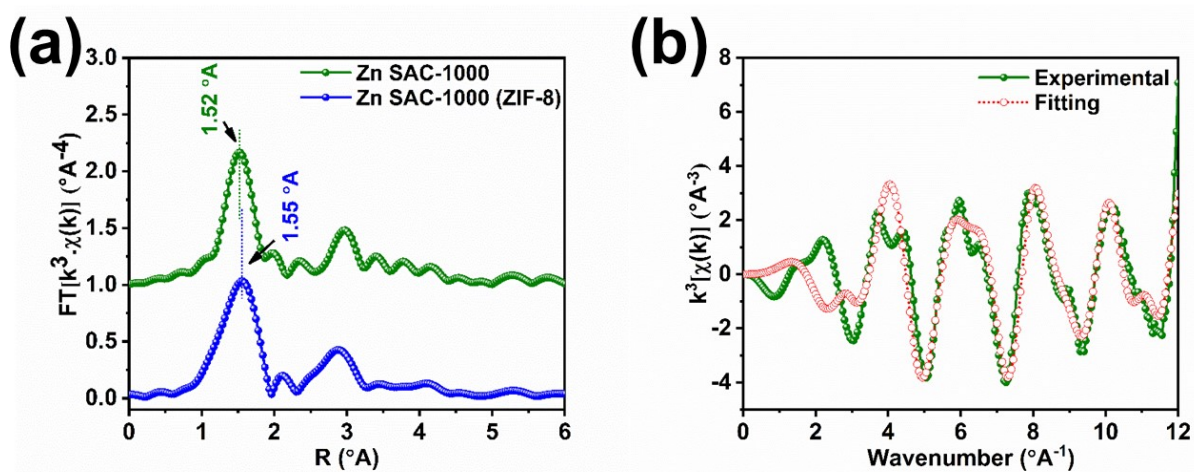 (a)
3.0
2.5
2.0
1.5
1.0
0.5
0.0
FT[k³·χ(k)] (°A⁻⁴)
Zn SAC-1000
Zn SAC-1000 (ZIF-8)
1.52 °A
1.55 °A
0 1 2 3 4 5 6
R (°A)
(b)
8
6
4
2
0
-2
-4
k³[χ(k)] (°A⁻³)
Experimental
Fitting
0 2 4 6 8 10 12
Wavenumber (°A⁻¹)